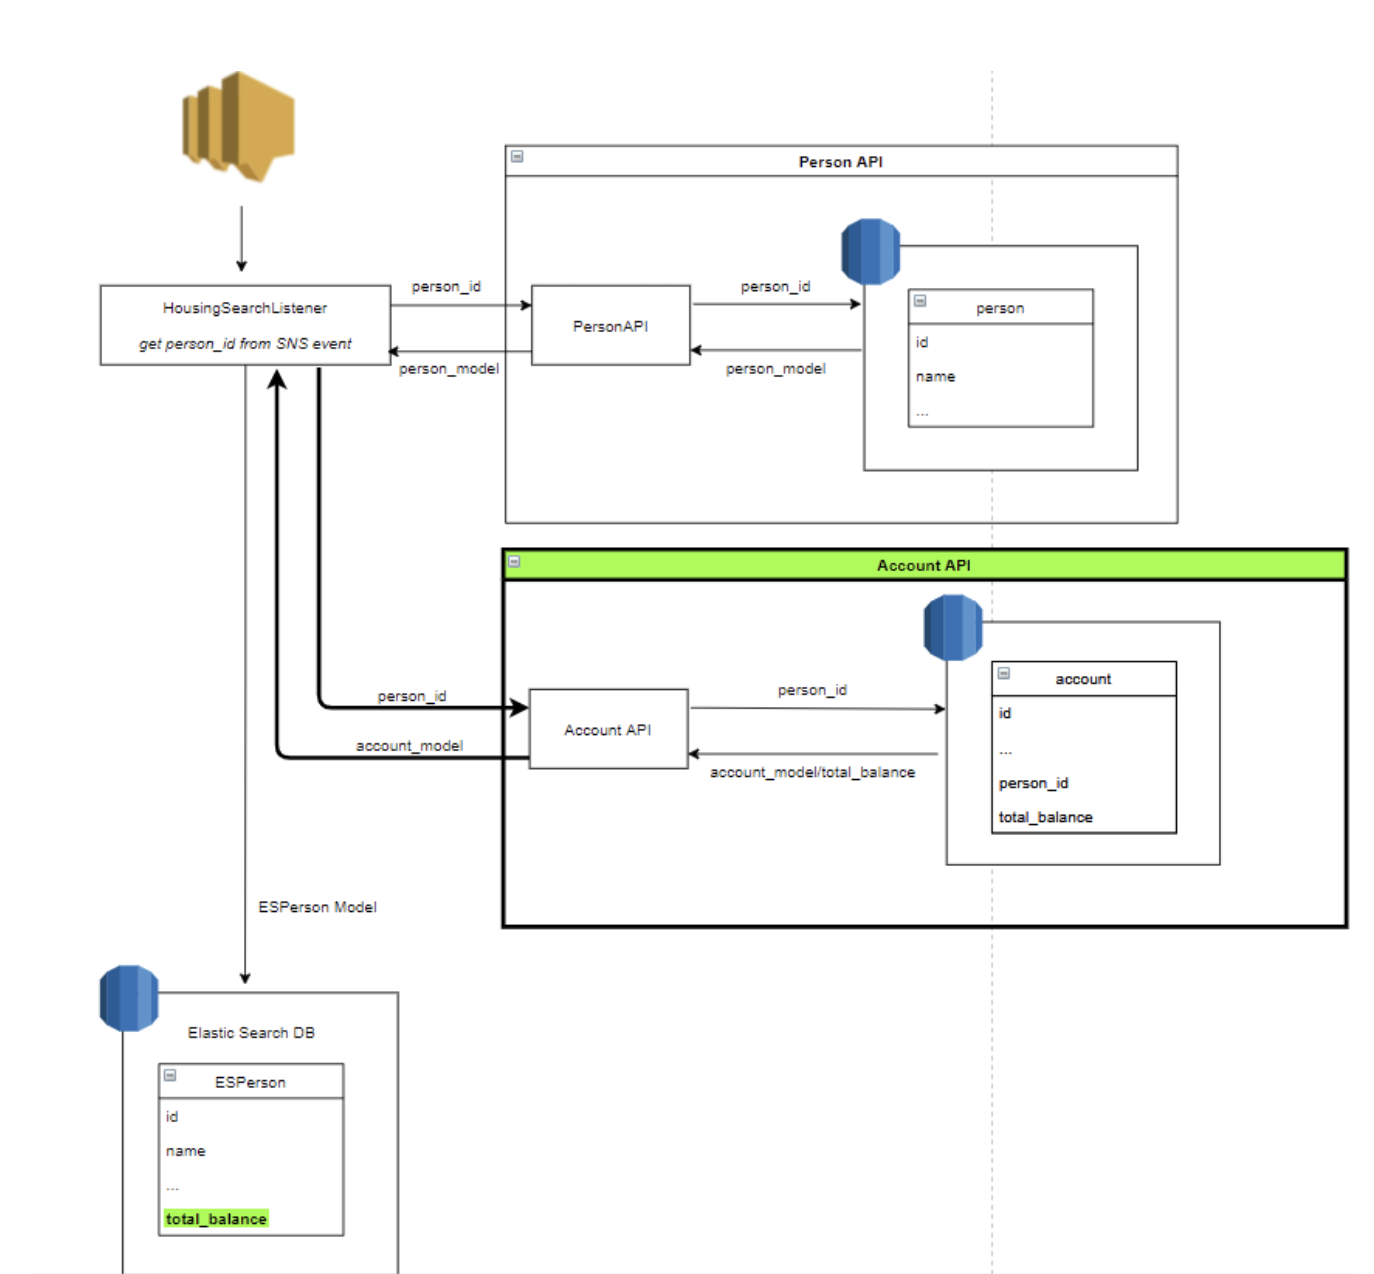 Person API
person_id
HousingSearchListener
get person_id from SNS event
person_model
PersonAPI
person_id
person_model
person
id
name
...
Account API
person_id
account_model
Account API
person_id
account_model/total_balance
account
id
...
person_id
total_balance
ESPerson Model
Elastic Search DB
ESPerson
id
name
...
total_balance